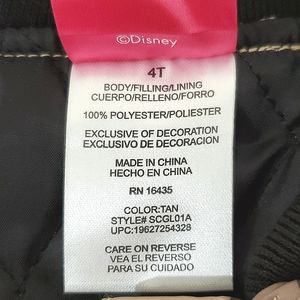 ©Disney
4T
BODY/FILLING/LINING
CUERPO/RELLENO/FORRO
100% POLYESTER/POLIESTER
EXCLUSIVE OF DECORATION
EXCLUSIVO DE DECORACION
MADE IN CHINA
HECHO EN CHINA
RN 16435
COLOR:TAN
STYLE# SCGL01A
UPC:19627254328
CARE ON REVERSE
VEA EL REVERSO
PARA SU CUIDADO